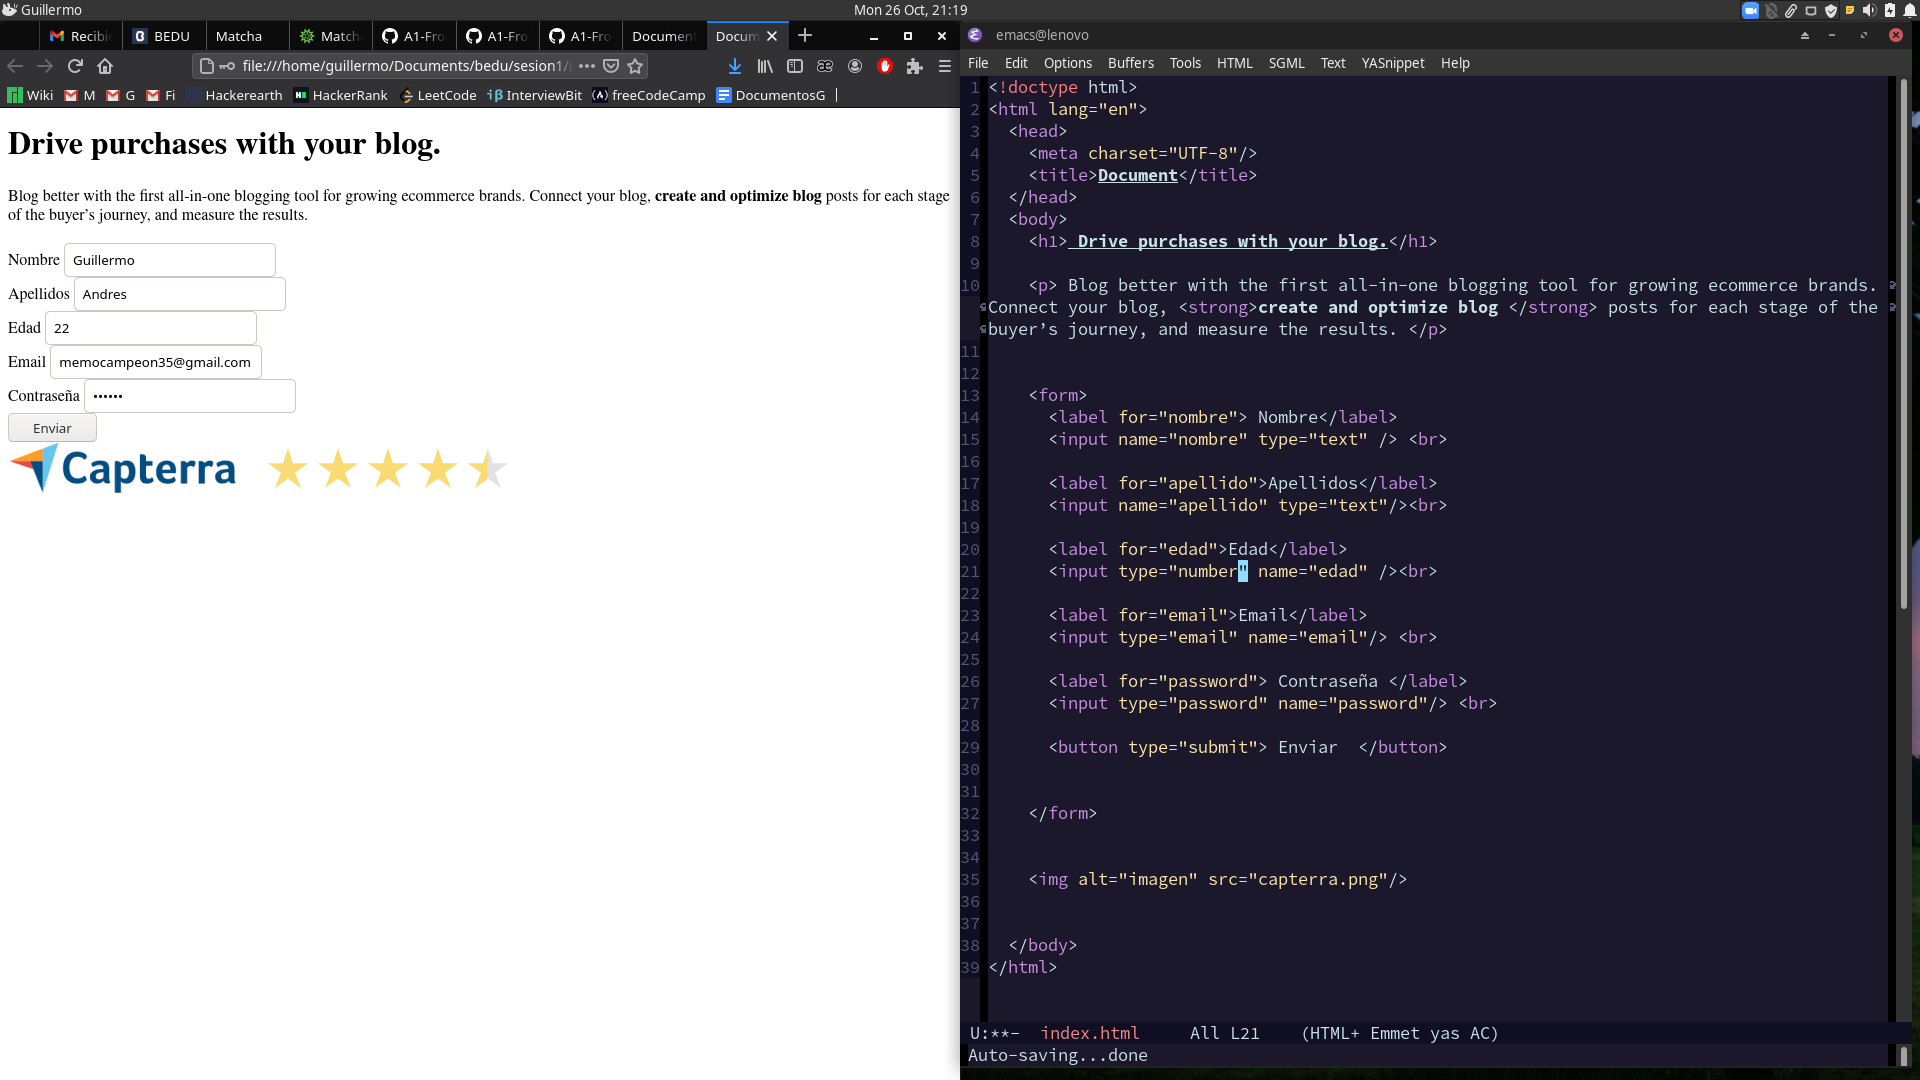 Guillermo
Mon 26 Oct, 21:19
Recibi
BEDU
Matcha
Match
A1-Fro
A1-Fro
A1-Fro
Documen
Docum
file:///home/guillermo/Documents/bedu/sesion1/
Wiki
M
G
Fi
Hackerearth
HackerRank
LeetCode
InterviewBit
freeCodeCamp
DocumentosG
Drive purchases with your blog.
Blog better with the first all-in-one blogging tool for growing ecommerce brands. Connect your blog, create and optimize blog posts for each stage
of the buyer’s journey, and measure the results.
Nombre Guillermo
Apellidos Andres
Edad 22
Email memocampeon35@gmail.com
Contraseña ••••••
Enviar
Capterra
emacs@lenovo
File Edit Options Buffers Tools HTML SGML Text YASnippet Help
1 <!doctype html>
2 <html lang="en">
3 <head>
4 <meta charset="UTF-8"/>
5 <title>Document</title>
6 </head>
7 <body>
8 <h1> Drive purchases with your blog.</h1>
9
10 <p> Blog better with the first all-in-one blogging tool for growing ecommerce brands.
Connect your blog, <strong>create and optimize blog </strong> posts for each stage of the
buyer’s journey, and measure the results. </p>
11
12
13 <form>
14 <label for="nombre"> Nombre</label>
15 <input name="nombre" type="text" /> <br>
16
17 <label for="apellido">Apellidos</label>
18 <input name="apellido" type="text"/><br>
19
20 <label for="edad">Edad</label>
21 <input type="number" name="edad" /><br>
22
23 <label for="email">Email</label>
24 <input type="email" name="email"/> <br>
25
26 <label for="password"> Contraseña </label>
27 <input type="password" name="password"/> <br>
28
29 <button type="submit"> Enviar  </button>
30
31
32 </form>
33
34
35 <img alt="imagen" src="capterra.png"/>
36
37
38 </body>
39 </html>
U:**-  index.html     All L21    (HTML+ Emmet yas AC)
Auto-saving...done